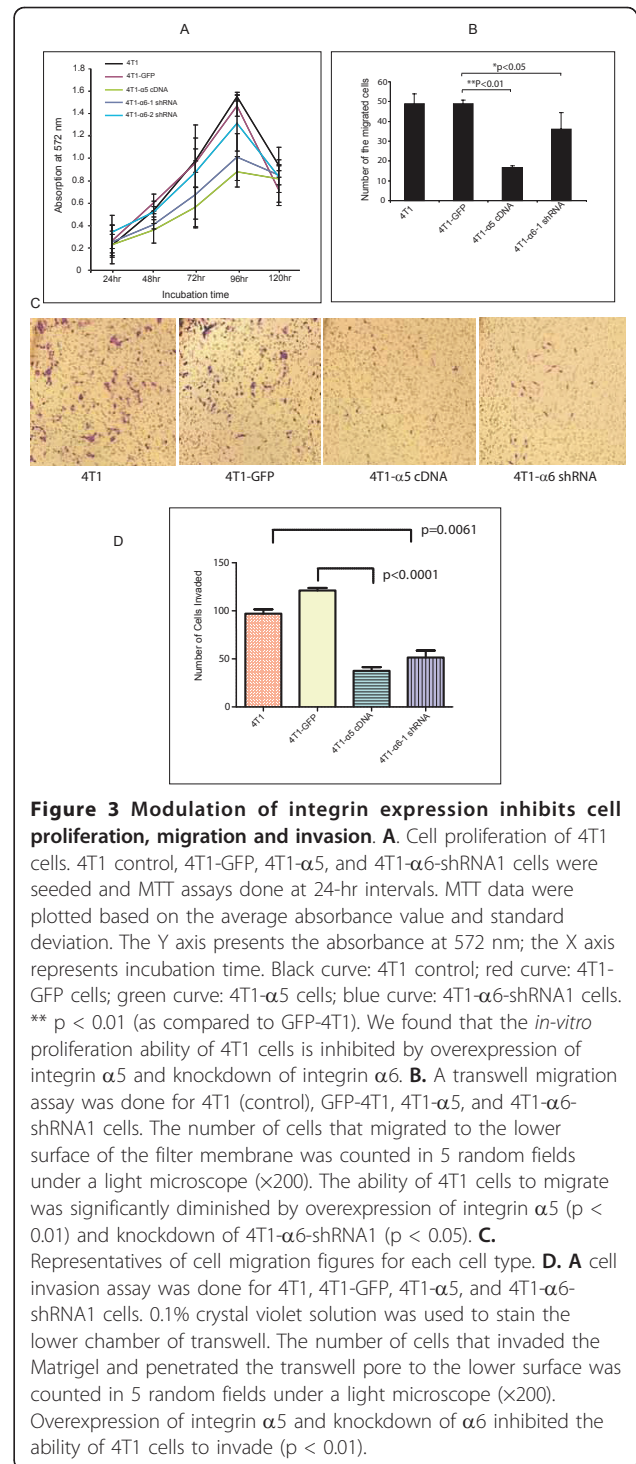 A
B
4T1
4T1-GFP
4T1-α5 cDNA
4T1-α6-1 shRNA
4T1-α6-2 shRNA
Absorption at 572 nm
1.8
1.6
1.4
1.2
1.0
0.8
0.6
0.4
0.2
0
24hr 48hr 72hr 96hr 120hr
Incubation time
*p<0.05
**P<0.01
Number of the migrated cells
60
50
40
30
20
10
0
4T1
4T1-GFP
4T1-α5 cDNA
4T1-α6-1 shRNA
C
4T1 4T1-GFP 4T1-α5 cDNA 4T1-α6 shRNA
D
p=0.0061
p<0.0001
Number of Cells Invaded
150
100
50
0
4T1
4T1-GFP
4T1-α5 cDNA
4T1-α6-1 shRNA
Figure 3 Modulation of integrin expression inhibits cell
proliferation, migration and invasion. A. Cell proliferation of 4T1
cells. 4T1 control, 4T1-GFP, 4T1-α5, and 4T1-α6-shRNA1 cells were
seeded and MTT assays done at 24-hr intervals. MTT data were
plotted based on the average absorbance value and standard
deviation. The Y axis presents the absorbance at 572 nm; the X axis
represents incubation time. Black curve: 4T1 control; red curve: 4T1-
GFP cells; green curve: 4T1-α5 cells; blue curve: 4T1-α6-shRNA1 cells.
** p < 0.01 (as compared to GFP-4T1). We found that the in-vitro
proliferation ability of 4T1 cells is inhibited by overexpression of
integrin α5 and knockdown of integrin α6. B. A transwell migration
assay was done for 4T1 (control), GFP-4T1, 4T1-α5, and 4T1-α6-
shRNA1 cells. The number of cells that migrated to the lower
surface of the filter membrane was counted in 5 random fields
under a light microscope (×200). The ability of 4T1 cells to migrate
was significantly diminished by overexpression of integrin α5 (p <
0.01) and knockdown of 4T1-α6-shRNA1 (p < 0.05). C.
Representatives of cell migration figures for each cell type. D. A cell
invasion assay was done for 4T1, 4T1-GFP, 4T1-α5, and 4T1-α6-
shRNA1 cells. 0.1% crystal violet solution was used to stain the
lower chamber of transwell. The number of cells that invaded the
Matrigel and penetrated the transwell pore to the lower surface was
counted in 5 random fields under a light microscope (×200).
Overexpression of integrin α5 and knockdown of α6 inhibited the
ability of 4T1 cells to invade (p < 0.01).